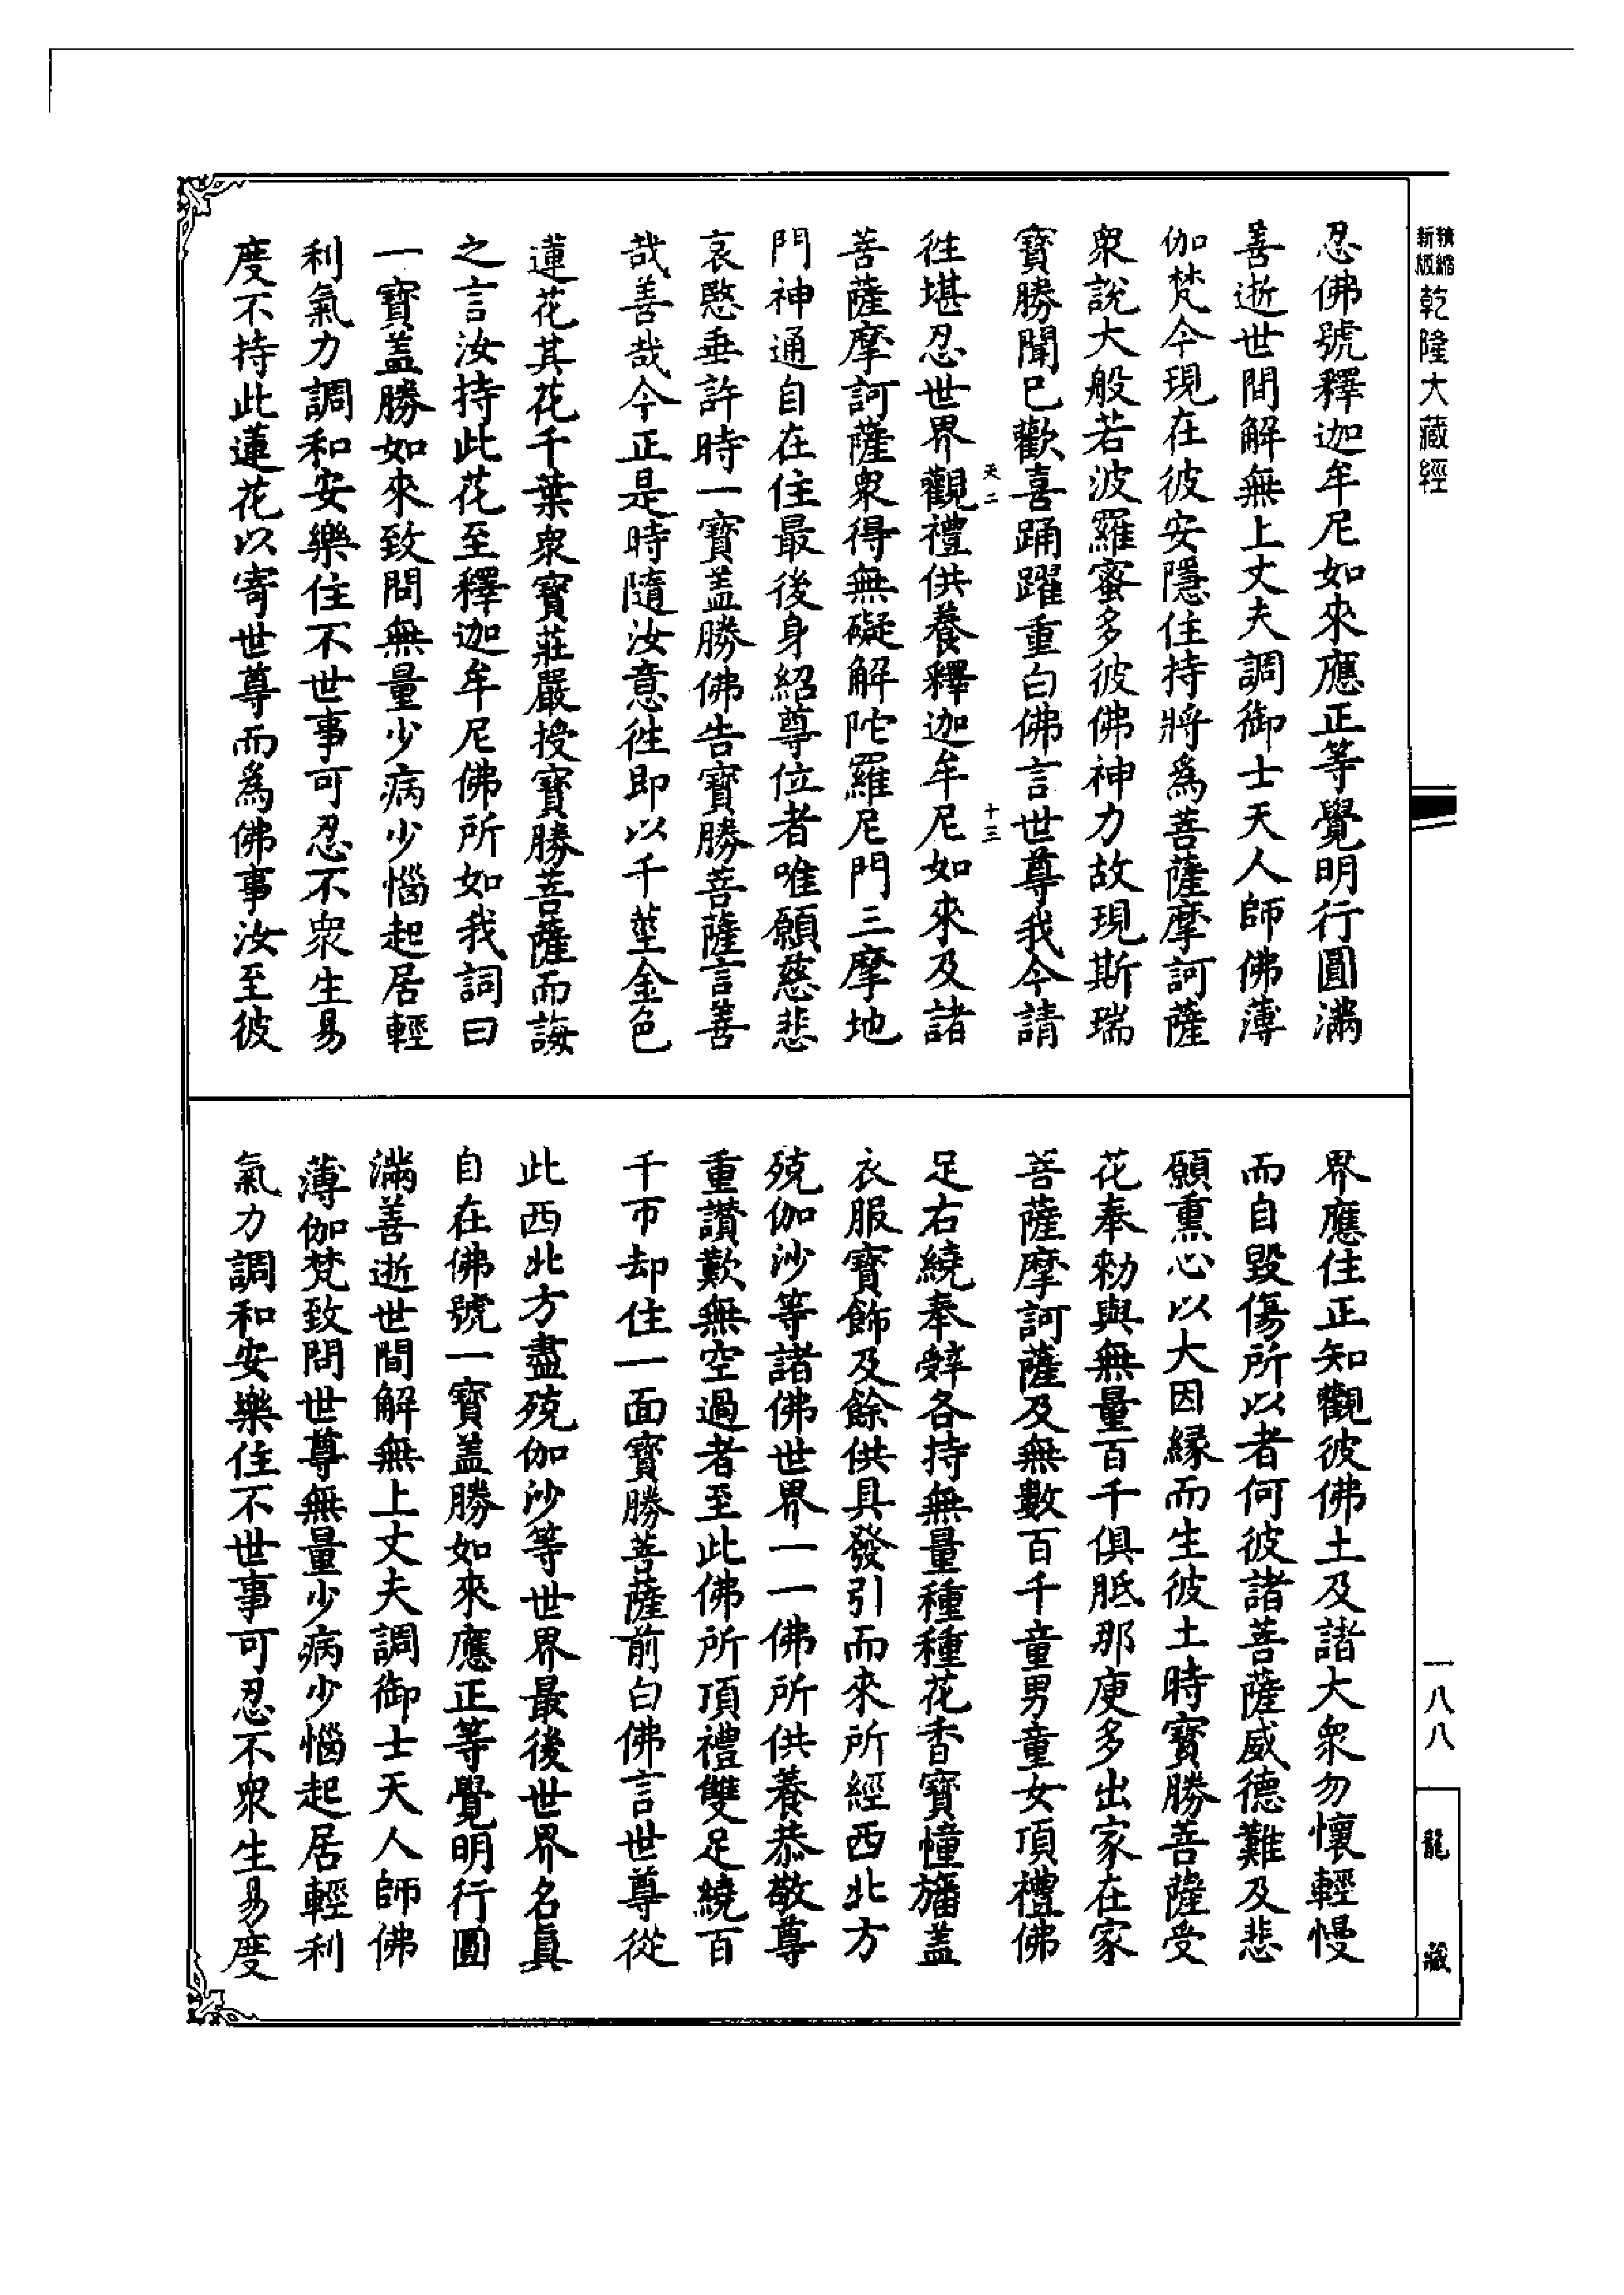 精縮新版乾隆大藏經
忍佛號釋迦牟尼如來應正等覺明行圓滿
善逝世間解無上丈夫調御士天人師佛薄
伽梵今現在彼安隱住持將爲菩薩摩訶薩
衆說大般若波羅蜜多彼佛神力故現斯瑞
寶勝聞已歡喜踊躍重白佛言世尊我今請
天二 十三
徃堪忍世界觀禮供養釋迦牟尼如來及諸
菩薩摩訶薩衆得無礙解陀羅尼門三摩地
門神通自在住最後身紹尊位者唯願慈悲
哀愍垂許時一寶盖勝佛告寶勝菩薩言善
哉善哉今正是時隨汝意徃即以千莖金色
蓮花其花千葉衆寶莊嚴授寶勝菩薩而誨
之言汝持此花至釋迦牟尼佛所如我詞曰
一寶盖勝如來致問無量少病少惱起居輕
利氣力調和安樂住不世事可忍不衆生易
度不持此蓮花以寄世尊而爲佛事汝至彼
界應住正知觀彼佛土及諸大衆勿懷輕慢
而自毀傷所以者何彼諸菩薩威德難及悲
願熏心以大因緣而生彼土時寶勝菩薩受
花奉勑與無量百千俱胝那庾多出家在家
菩薩摩訶薩及無數百千童男童女頂禮佛
足右繞奉辤各持無量種種花香寶幢旛盖
衣服寶飾及餘供具發引而來所經西北方
殑伽沙等諸佛世界一一佛所供養恭敬尊
重讚歎無空過者至此佛所頂禮雙足繞百
千帀却住一面寶勝菩薩前白佛言世尊從
此西北方盡殑伽沙等世界最後世界名眞
自在佛號一寶盖勝如來應正等覺明行圓
滿善逝世間解無上丈夫調御士天人師佛
薄伽梵致問世尊無量少病少惱起居輕利
氣力調和安樂住不世事可忍不衆生易度
一八八
龍藏